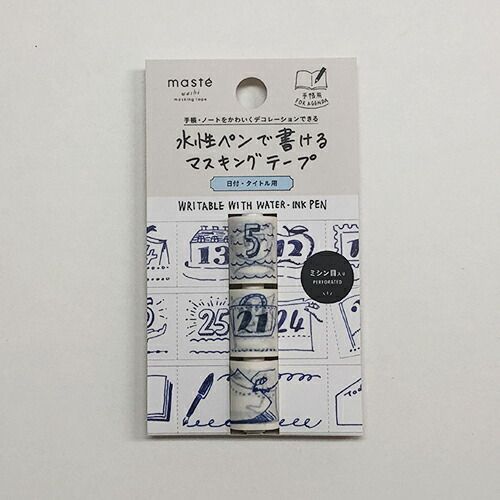 masté
washi
masking tape
手帳用
FOR AGENDA
手帳・ノートをかわいくデコレーションできる
水性ペンで書ける
マスキングテープ
日付・タイトル用
WRITABLE WITH WATER-INK PEN
5
13
12
ミシン目入り
PERFORATED
25
21
24